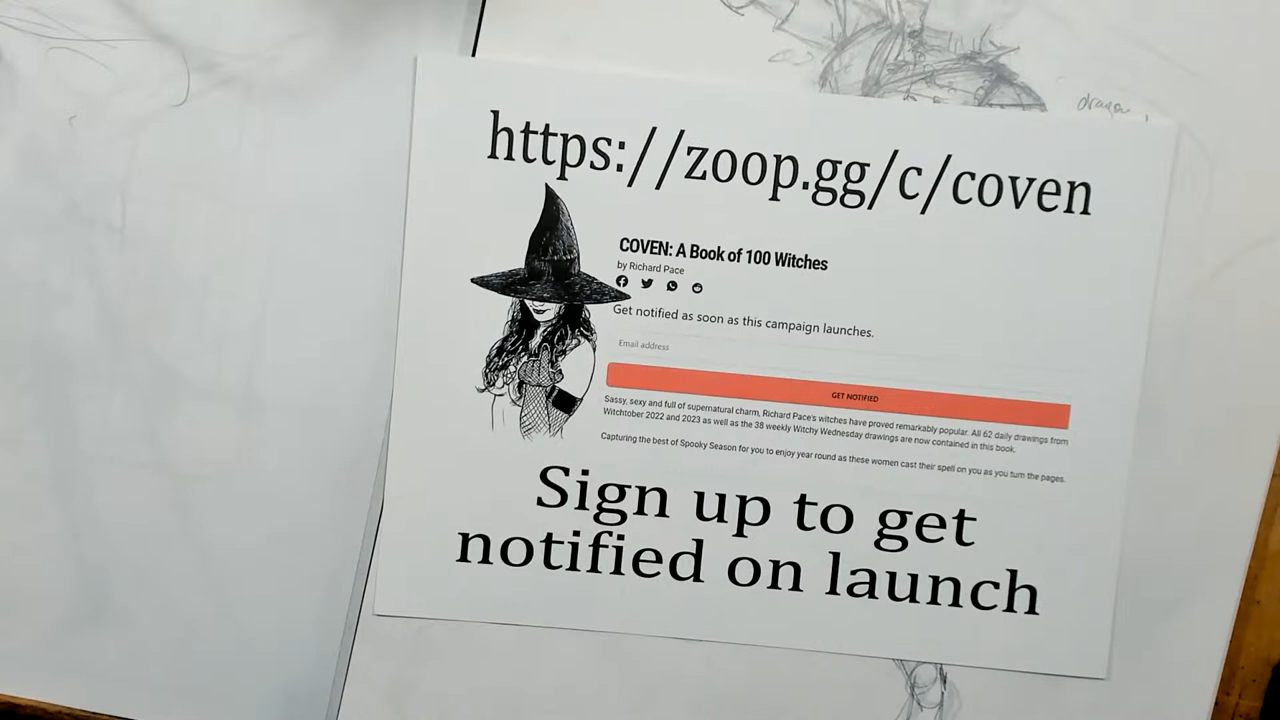 dragon
https://zoop.gg/c/coven
COVEN: A Book of 100 Witches
by Richard Pace
Get notified as soon as this campaign launches.
Email address
GET NOTIFIED
Sassy, sexy and full of supernatural charm, Richard Pace's witches have proved remarkably popular. All 62 daily drawings from
Witchtober 2022 and 2023 as well as the 38 weekly Witchy Wednesday drawings are now contained in this book.
Capturing the best of Spooky Season for you to enjoy year round as these women cast their spell on you as you turn the pages.
Sign up to get
notified on launch